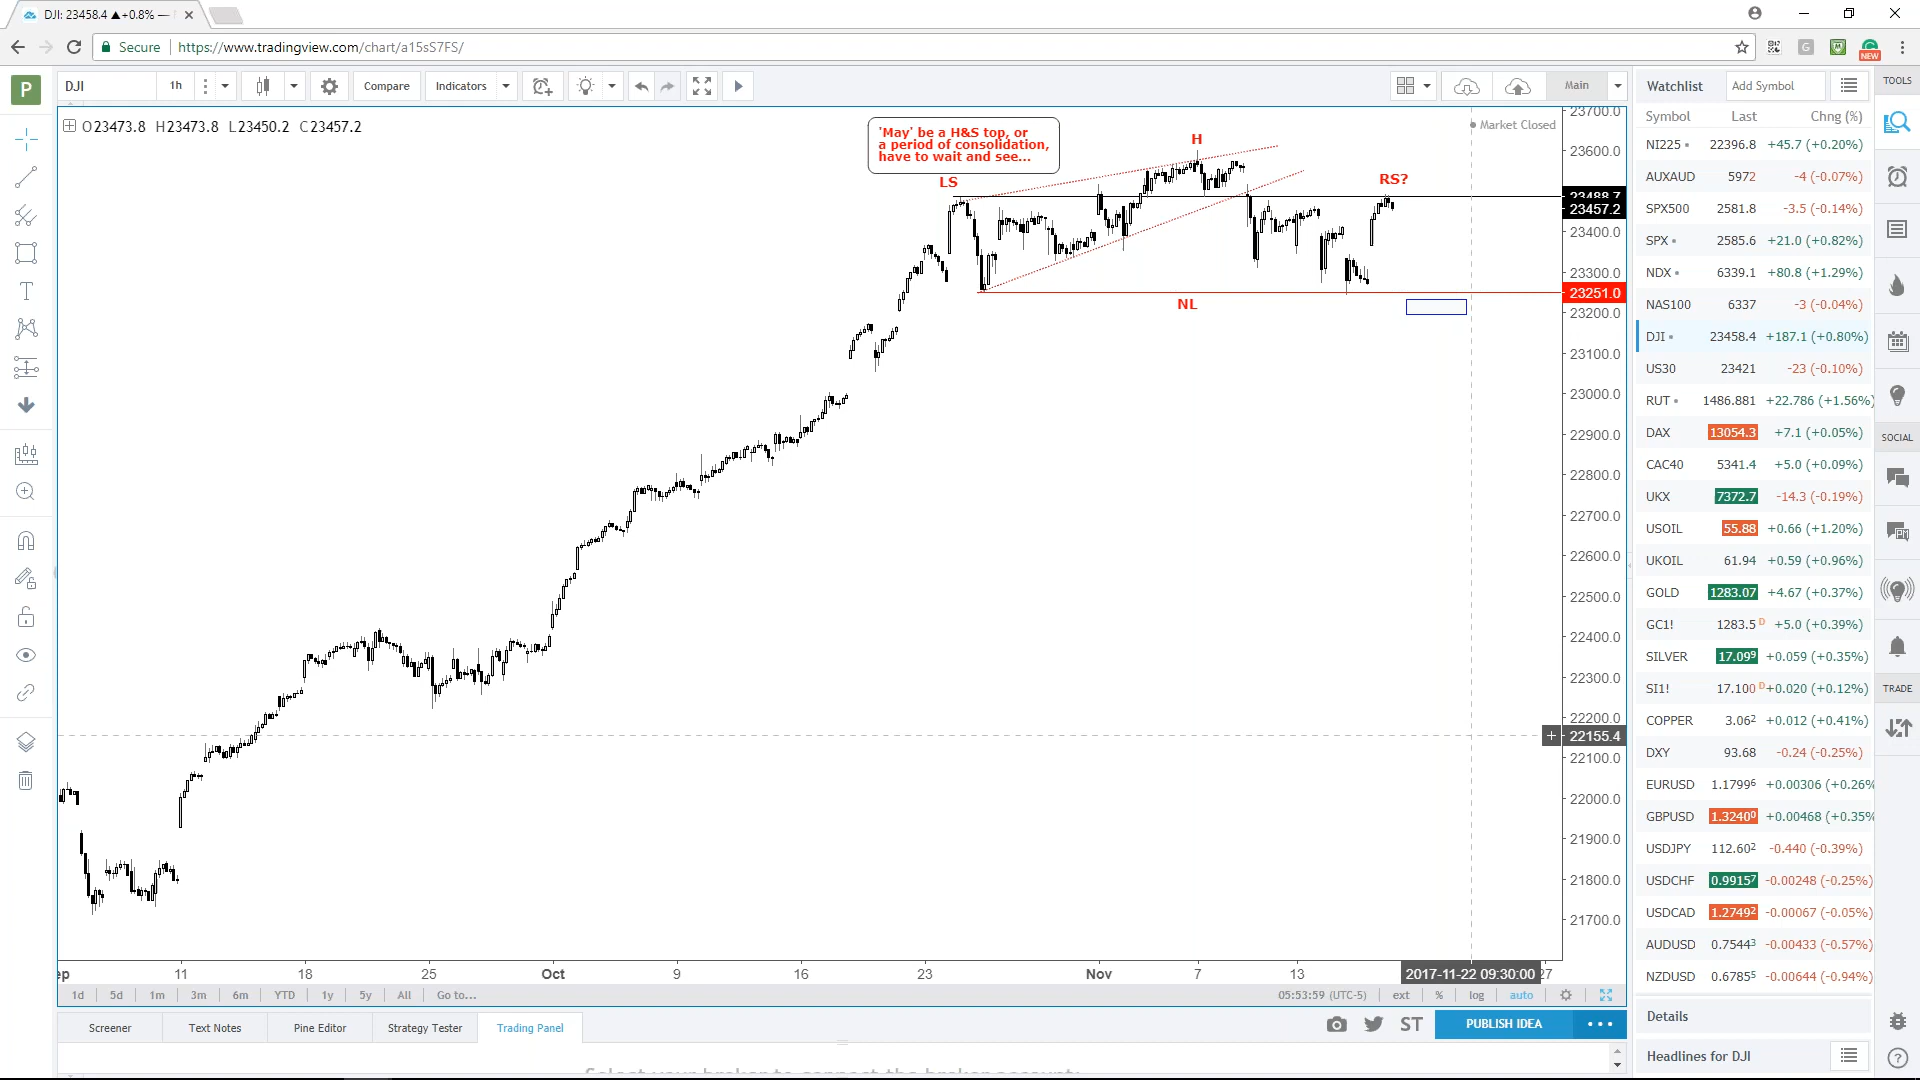 DJI: 23458.4 ▲+0.8% —
Secure
https://www.tradingview.com/chart/a15sS7FS/
NEW
P
DJI
1h
Compare
Indicators
Main
Watchlist
Add Symbol
TOOLS
O23473.8 H23473.8 L23450.2 C23457.2
'May' be a H&S top, or
a period of consolidation,
have to wait and see...
LS
H
RS?
NL
Market Closed
23700.0
23600.0
23488.7
23457.2
23400.0
23300.0
23251.0
23200.0
23100.0
23000.0
22900.0
22800.0
22700.0
22600.0
22500.0
22400.0
22300.0
22200.0
22155.4
22100.0
22000.0
21900.0
21800.0
21700.0
ep 11 18 25 Oct 9 16 23 Nov 7 13 2017-11-22 09:30:00 27
1d 5d 1m 3m 6m YTD 1y 5y All Go to...
05:53:59 (UTC-5) ext % log auto
Screener Text Notes Pine Editor Strategy Tester Trading Panel
ST
PUBLISH IDEA
Symbol Last Chng (%)
NI225 22396.8 +45.7 (+0.20%)
AUXAUD 5972 -4 (-0.07%)
SPX500 2581.8 -3.5 (-0.14%)
SPX 2585.6 +21.0 (+0.82%)
NDX 6339.1 +80.8 (+1.29%)
NAS100 6337 -3 (-0.04%)
DJI 23458.4 +187.1 (+0.80%)
US30 23421 -23 (-0.10%)
RUT 1486.881 +22.786 (+1.56%)
DAX 13054.3 +7.1 (+0.05%)
CAC40 5341.4 +5.0 (+0.09%)
UKX 7372.7 -14.3 (-0.19%)
USOIL 55.88 +0.66 (+1.20%)
UKOIL 61.94 +0.59 (+0.96%)
GOLD 1283.07 +4.67 (+0.37%)
GC1! 1283.5 D +5.0 (+0.39%)
SILVER 17.099 +0.059 (+0.35%)
SI1! 17.100 D +0.020 (+0.12%)
COPPER 3.062 +0.012 (+0.41%)
DXY 93.68 -0.24 (-0.25%)
EURUSD 1.17996 +0.00306 (+0.26%
GBPUSD 1.32400 +0.00468 (+0.35%
USDJPY 112.602 -0.440 (-0.39%)
USDCHF 0.99157 -0.00248 (-0.25%)
USDCAD 1.27492 -0.00067 (-0.05%)
AUDUSD 0.75443 -0.00433 (-0.57%)
NZDUSD 0.67855 -0.00644 (-0.94%)
Details
Headlines for DJI
SOCIAL
PM
TRADE